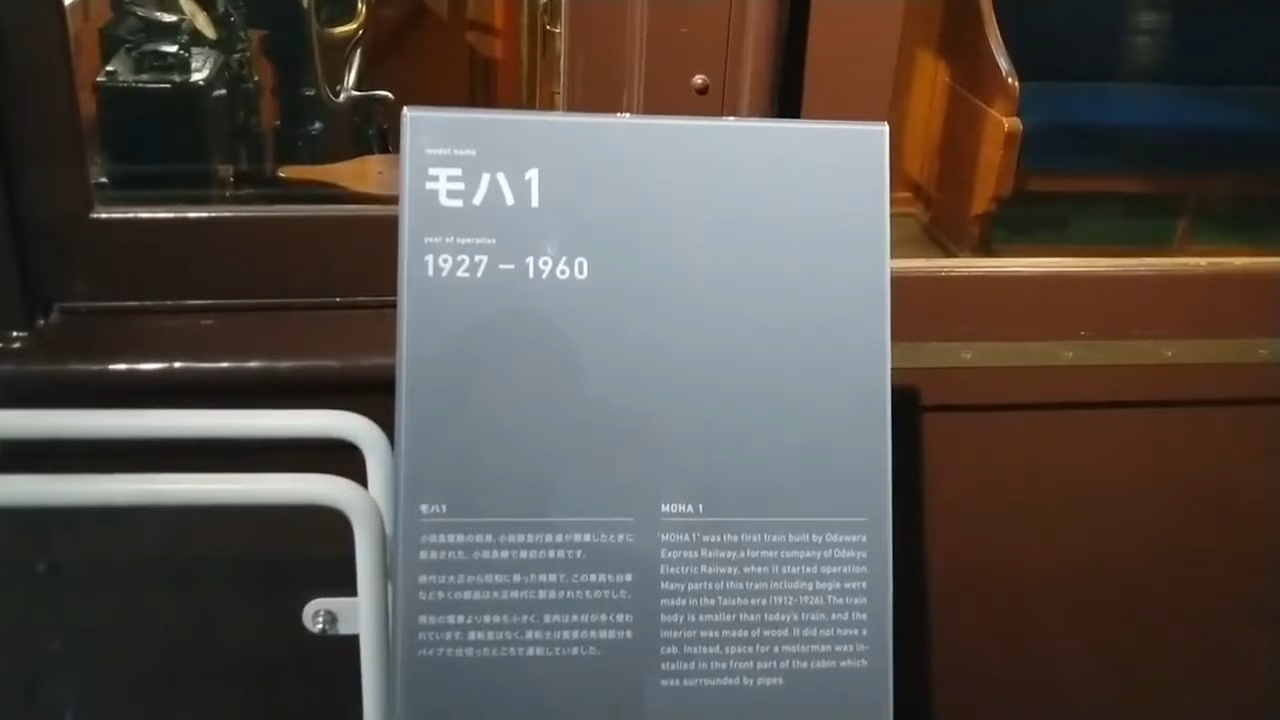 model name
モハ1
year of operation
1927 – 1960
モハ1
小田急電鉄の前身、小田原急行鉄道が開業したときに
製造された、小田急線で最初の車両です。
時代は大正から昭和に移った時期で、この車両も台車
など多くの部品は大正時代に製造されたものでした。
現在の電車より車体も小さく、室内は木材が多く使わ
れています。運転室はなく、運転士は客室の先頭部分を
パイプで仕切ったところで運転していました。
MOHA 1
"MOHA 1" was the first train built by Odawara
Express Railway, a former company of Odakyu
Electric Railway, when it started operation.
Many parts of this train including bogie were
made in the Taisho era (1912-1926). The train
body is smaller than today's train, and the
interior was made of wood. It did not have a
cab. Instead, space for a motorman was in-
stalled in the front part of the cabin which
was surrounded by pipes